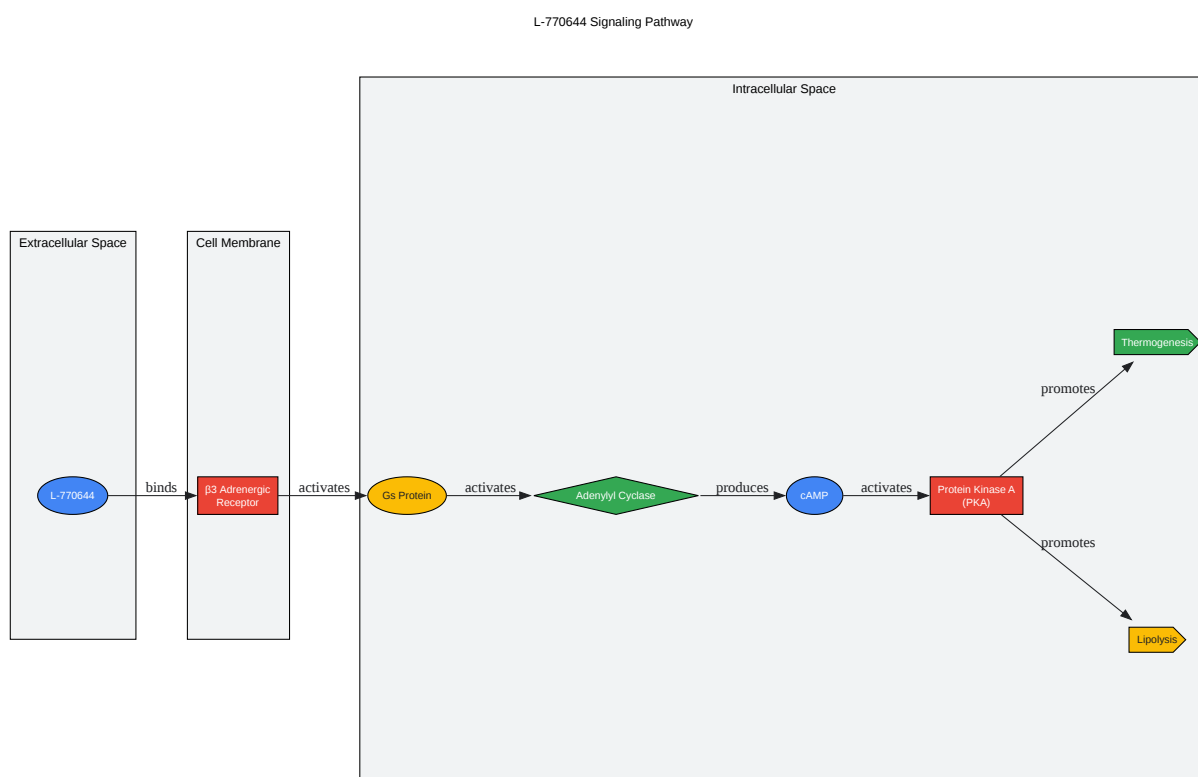 L-770644 Signaling Pathway
Intracellular Space
Extracellular Space
Cell Membrane
Thermogenesis
promotes
L-770644
binds
β3 Adrenergic
Receptor
activates
Gs Protein
activates
Adenylyl Cyclase
produces
cAMP
activates
Protein Kinase A
(PKA)
promotes
Lipolysis